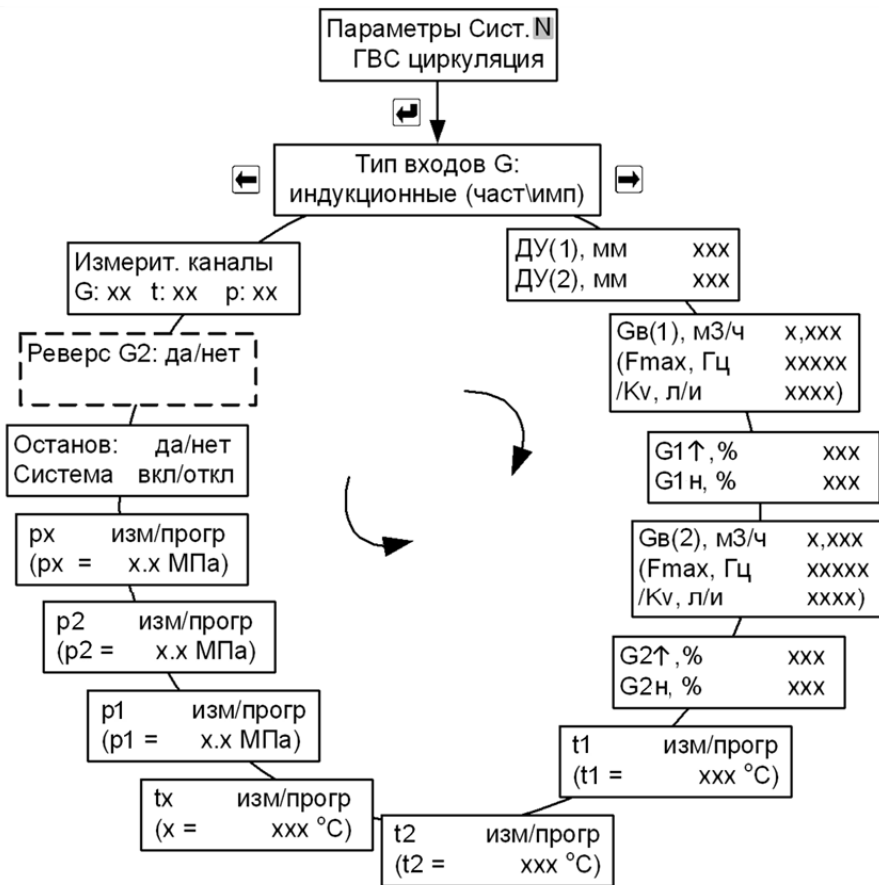 Параметры Сист. N
ГВС циркуляция
Тип входов G:
индукционные (част\имп)
ДУ(1), мм xxx
ДУ(2), мм xxx
Gв(1), м3/ч x,xxx
(Fmax, Гц xxxxx
/Kv, л/и xxxx)
G1↑,% xxx
G1н, % xxx
Gв(2), м3/ч x,xxx
(Fmax, Гц xxxxx
/Kv, л/и xxxx)
G2↑,% xxx
G2н, % xxx
t1 изм/прогр
(t1 = xxx °C)
t2 изм/прогр
(t2 = xxx °C)
tx изм/прогр
(x = xxx °C)
p1 изм/прогр
(p1 = x.x МПа)
p2 изм/прогр
(p2 = x.x МПа)
px изм/прогр
(px = x.x МПа)
Останов: да/нет
Система вкл/откл
Реверс G2: да/нет
Измерит. каналы
G: xx t: xx p: xx